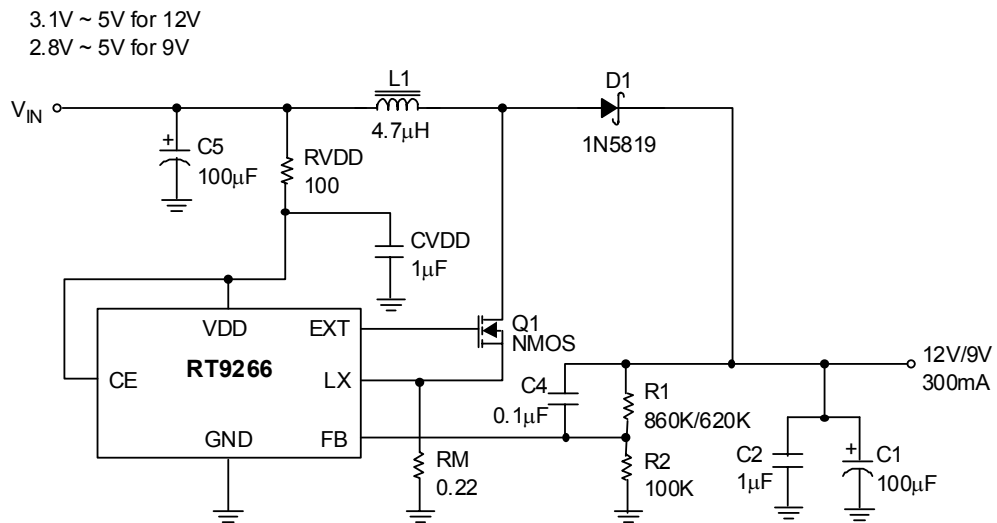 3.1V ~ 5V for 12V
2.8V ~ 5V for 9V
L1
4.7μH
D1
1N5819
VIN
+
C5
100μF
RVDD
100
CVDD
1μF
VDD
EXT
RT9266
CE
LX
GND
FB
Q1
NMOS
RM
0.22
C4
0.1μF
R1
860K/620K
R2
100K
12V/9V
300mA
C2
1μF
+
C1
100μF